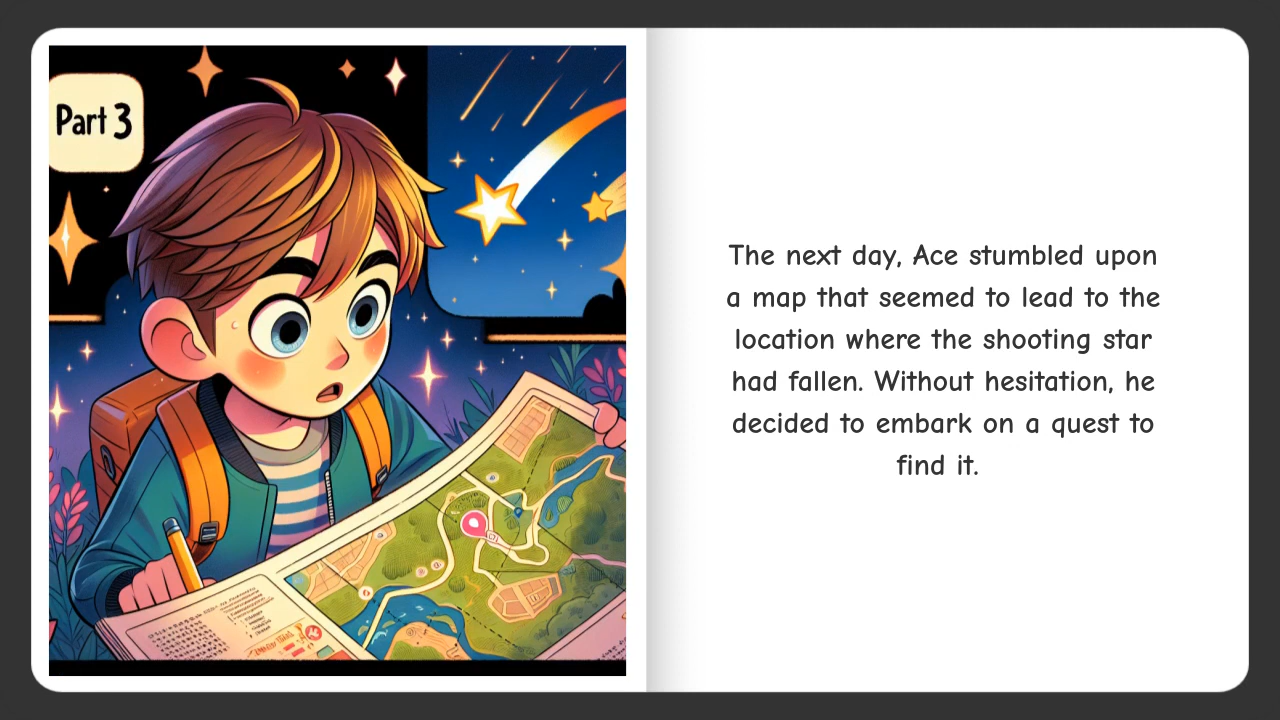 Part 3
The next day, Ace stumbled upon
a map that seemed to lead to the
location where the shooting star
had fallen. Without hesitation, he
decided to embark on a quest to
find it.